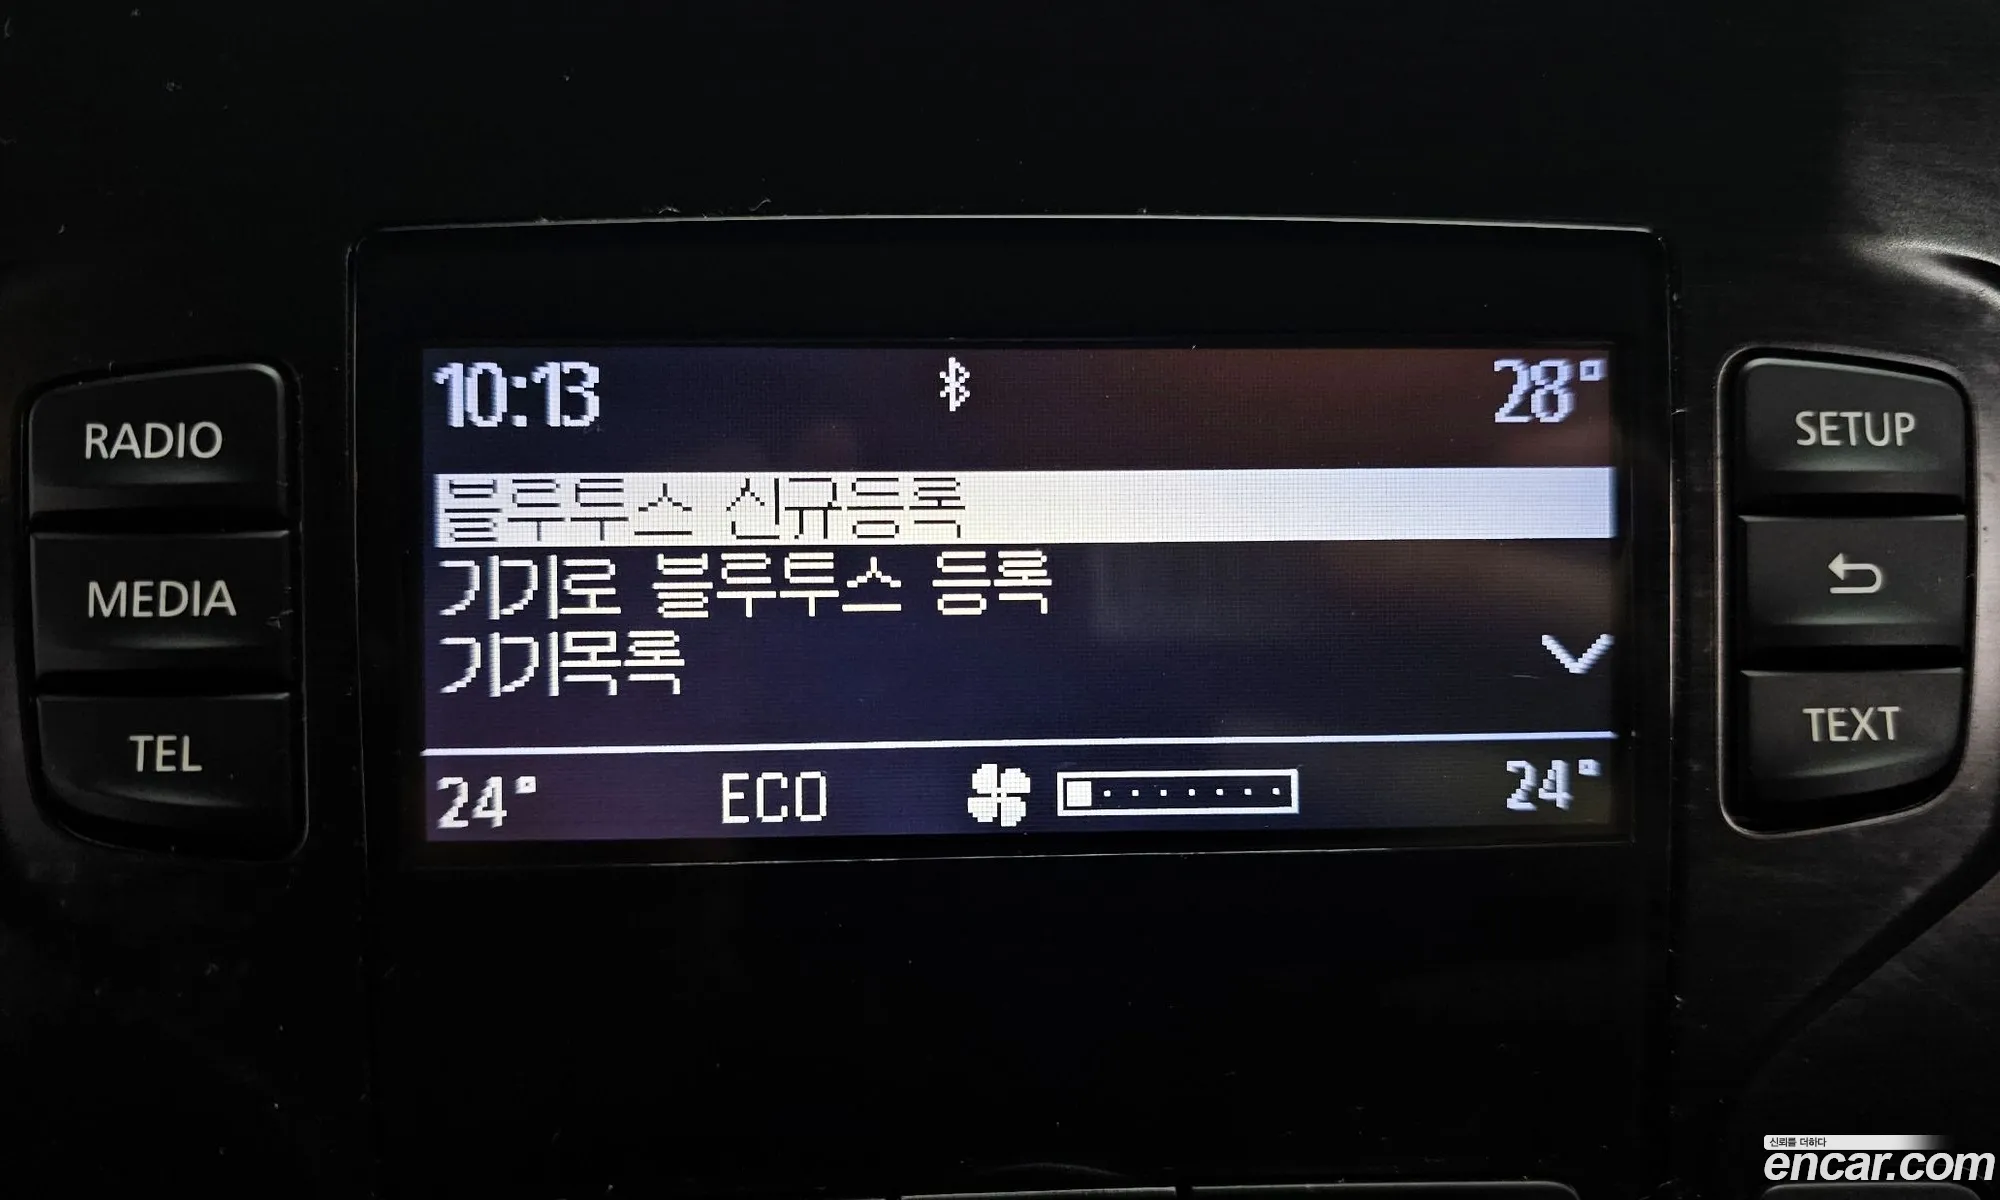 10:13 28°
블루투스 신규등록
기기로 블루투스 등록
기기목록
24° ECO 24°
RADIO
MEDIA
TEL
SETUP
TEXT
신뢰를 더하다
encar.com